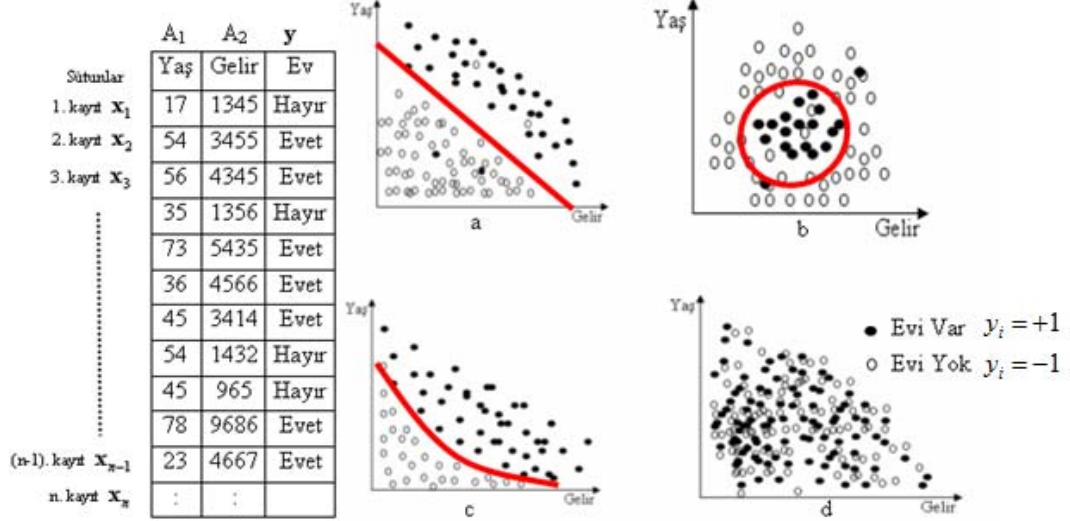 A₁ A₂ y
Sütunlar
Yaş Gelir Ev
1. kayıt x₁ 17 1345 Hayır
2. kayıt x₂ 54 3455 Evet
3. kayıt x₃ 56 4345 Evet
35 1356 Hayır
73 5435 Evet
36 4566 Evet
45 3414 Evet
54 1432 Hayır
45 965 Hayır
78 9686 Evet
(n-1). kayıt xₙ₋₁ 23 4667 Evet
n. kayıt xₙ : :
Yaş
Gelir
a
Yaş
Gelir
b
Yaş
Gelir
c
Yaş
Gelir
d
Evi Var yᵢ = +1
Evi Yok yᵢ = −1